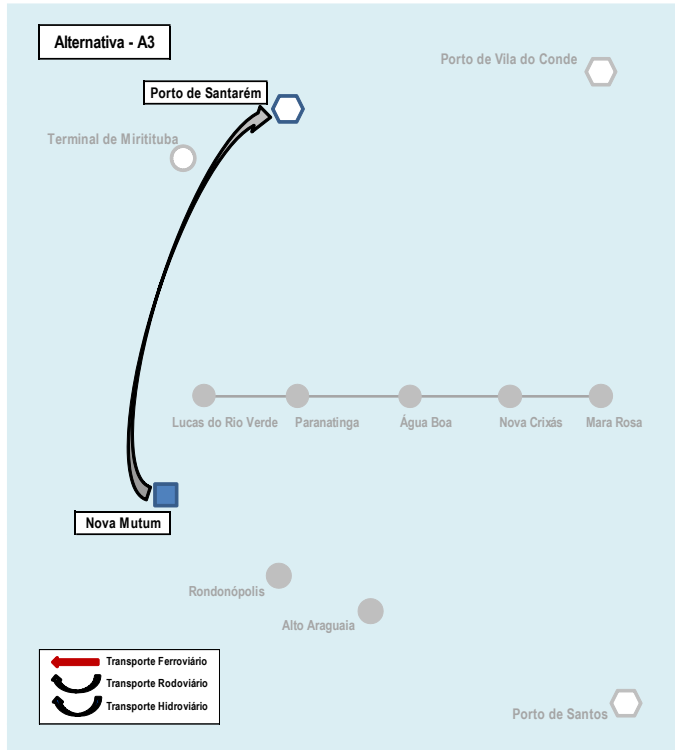 Alternativa - A3
Porto de Vila do Conde
Porto de Santarém
Terminal de Miritituba
Lucas do Rio Verde
Paranatinga
Água Boa
Nova Crixás
Mara Rosa
Nova Mutum
Rondonópolis
Alto Araguaia
Transporte Ferroviário
Transporte Rodoviário
Transporte Hidroviário
Porto de Santos